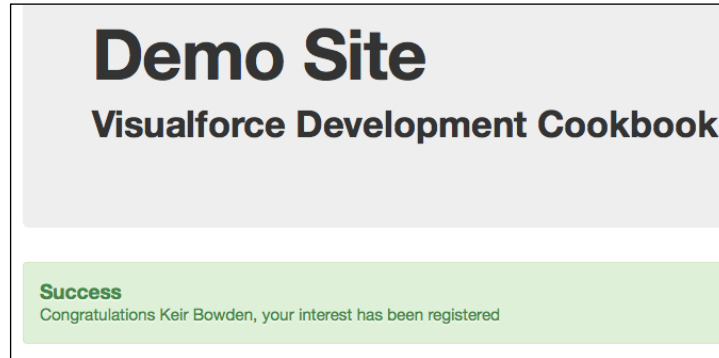 Demo Site
Visualforce Development Cookbook
Success
Congratulations Keir Bowden, your interest has been registered